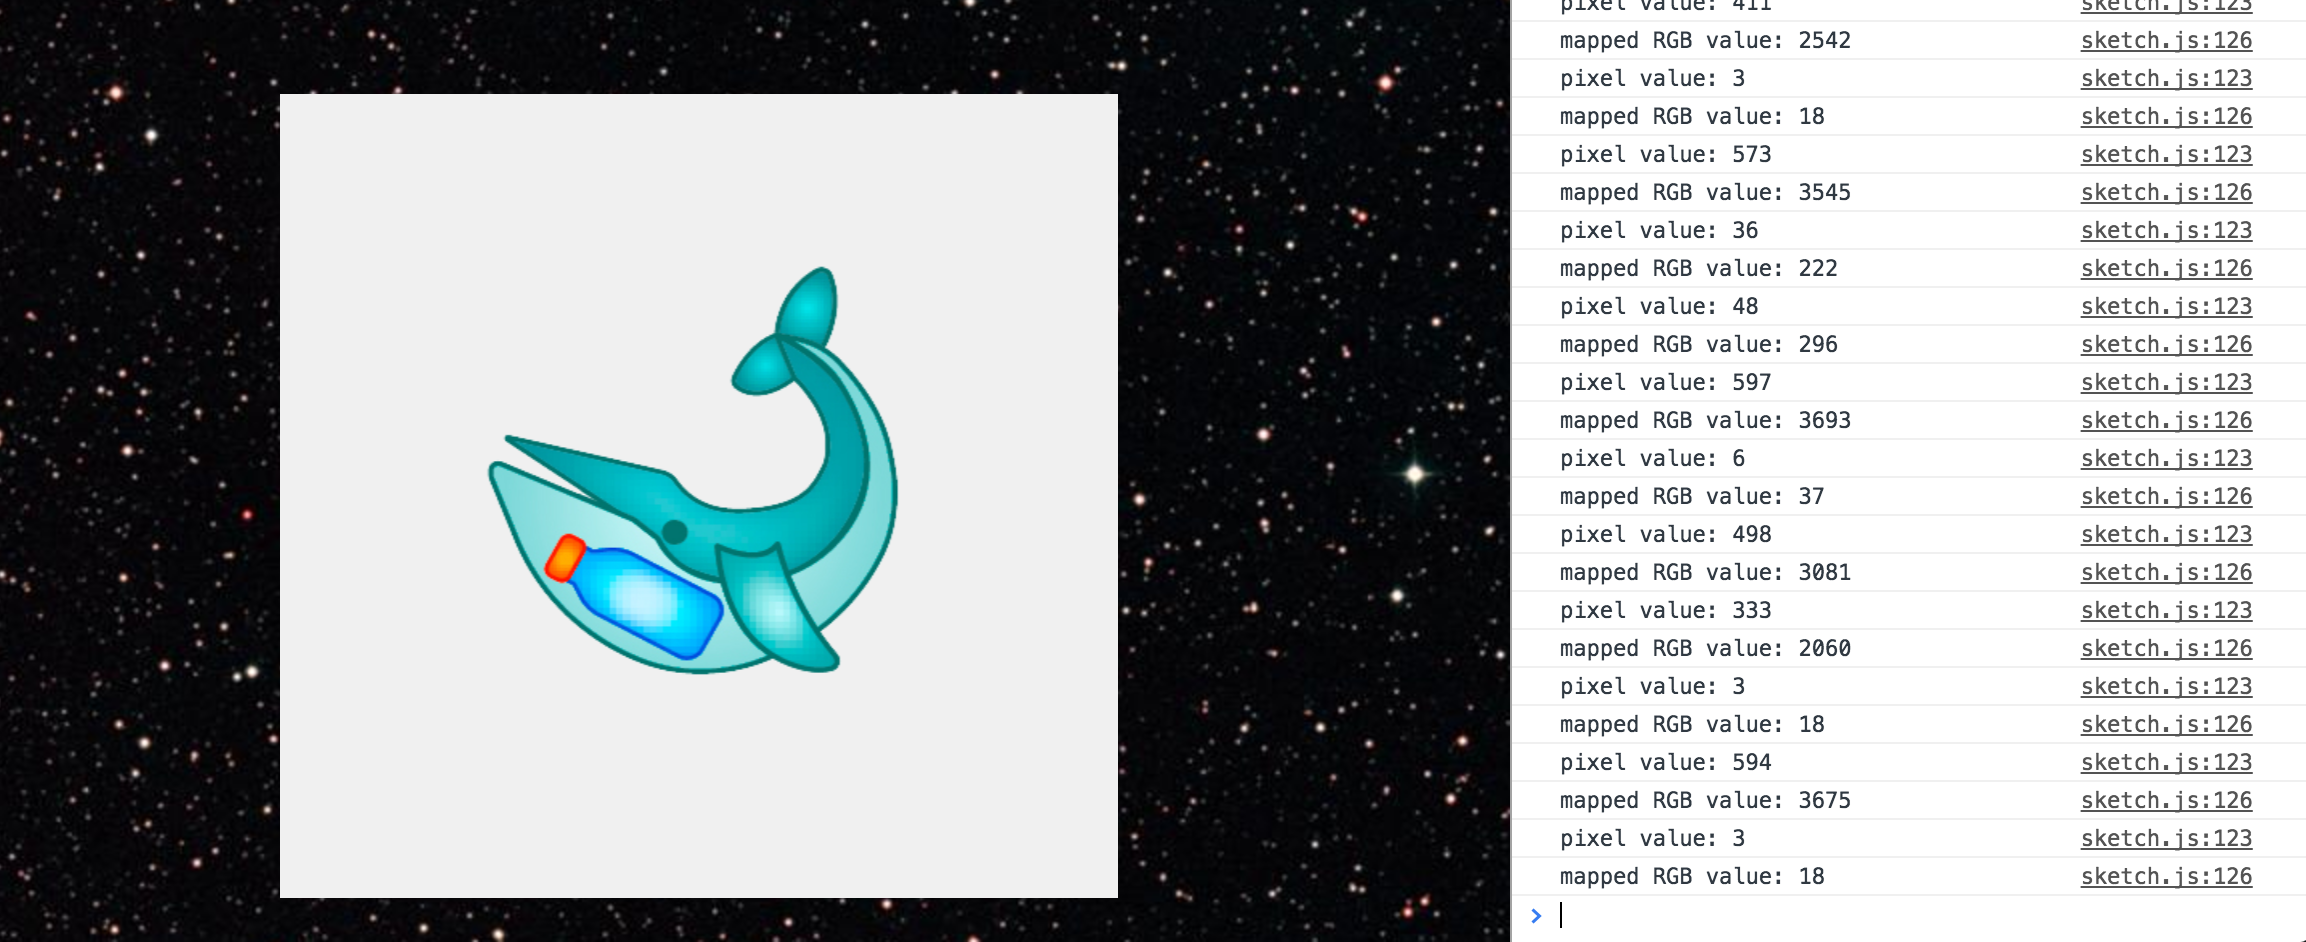 pixel value: 411 sketch.js:123
mapped RGB value: 2542 sketch.js:126
pixel value: 3 sketch.js:123
mapped RGB value: 18 sketch.js:126
pixel value: 573 sketch.js:123
mapped RGB value: 3545 sketch.js:126
pixel value: 36 sketch.js:123
mapped RGB value: 222 sketch.js:126
pixel value: 48 sketch.js:123
mapped RGB value: 296 sketch.js:126
pixel value: 597 sketch.js:123
mapped RGB value: 3693 sketch.js:126
pixel value: 6 sketch.js:123
mapped RGB value: 37 sketch.js:126
pixel value: 498 sketch.js:123
mapped RGB value: 3081 sketch.js:126
pixel value: 333 sketch.js:123
mapped RGB value: 2060 sketch.js:126
pixel value: 3 sketch.js:123
mapped RGB value: 18 sketch.js:126
pixel value: 594 sketch.js:123
mapped RGB value: 3675 sketch.js:126
pixel value: 3 sketch.js:123
mapped RGB value: 18 sketch.js:126